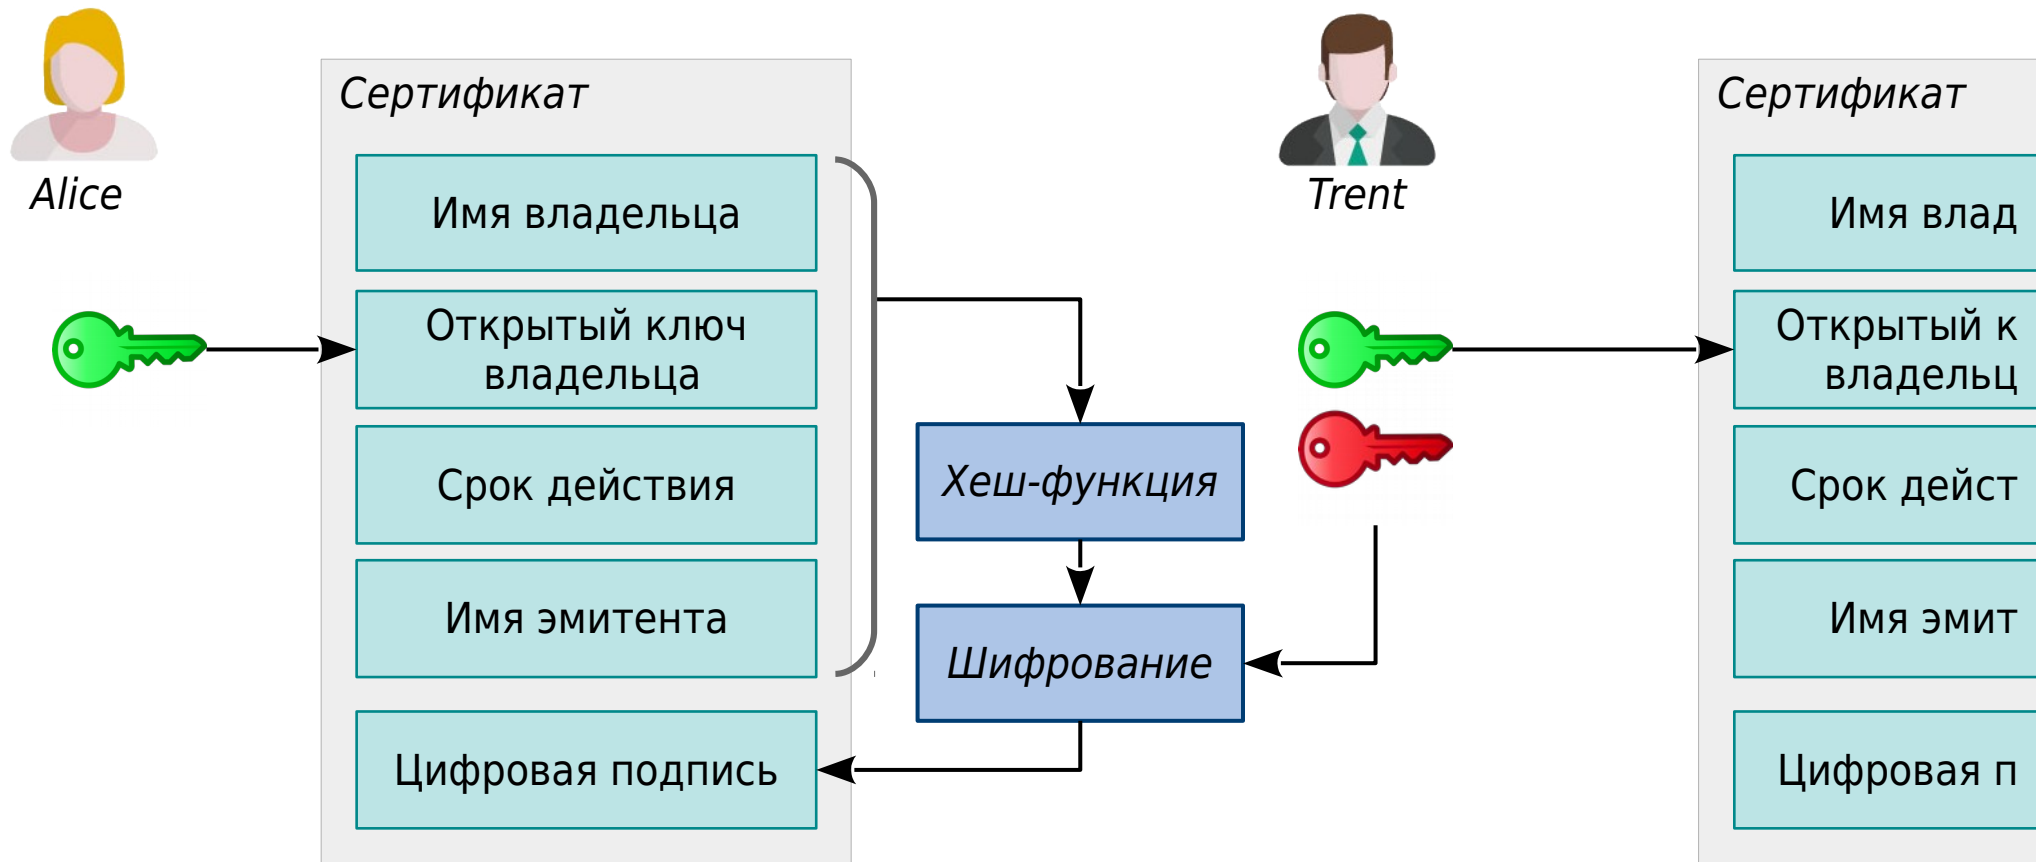 Alice
Сертификат
Имя владельца
Открытый ключ
владельца
Срок действия
Имя эмитента
Цифровая подпись
Хеш-функция
Шифрование
Trent
Сертификат
Имя влад
Открытый к
владельц
Срок дейст
Имя эмит
Цифровая п